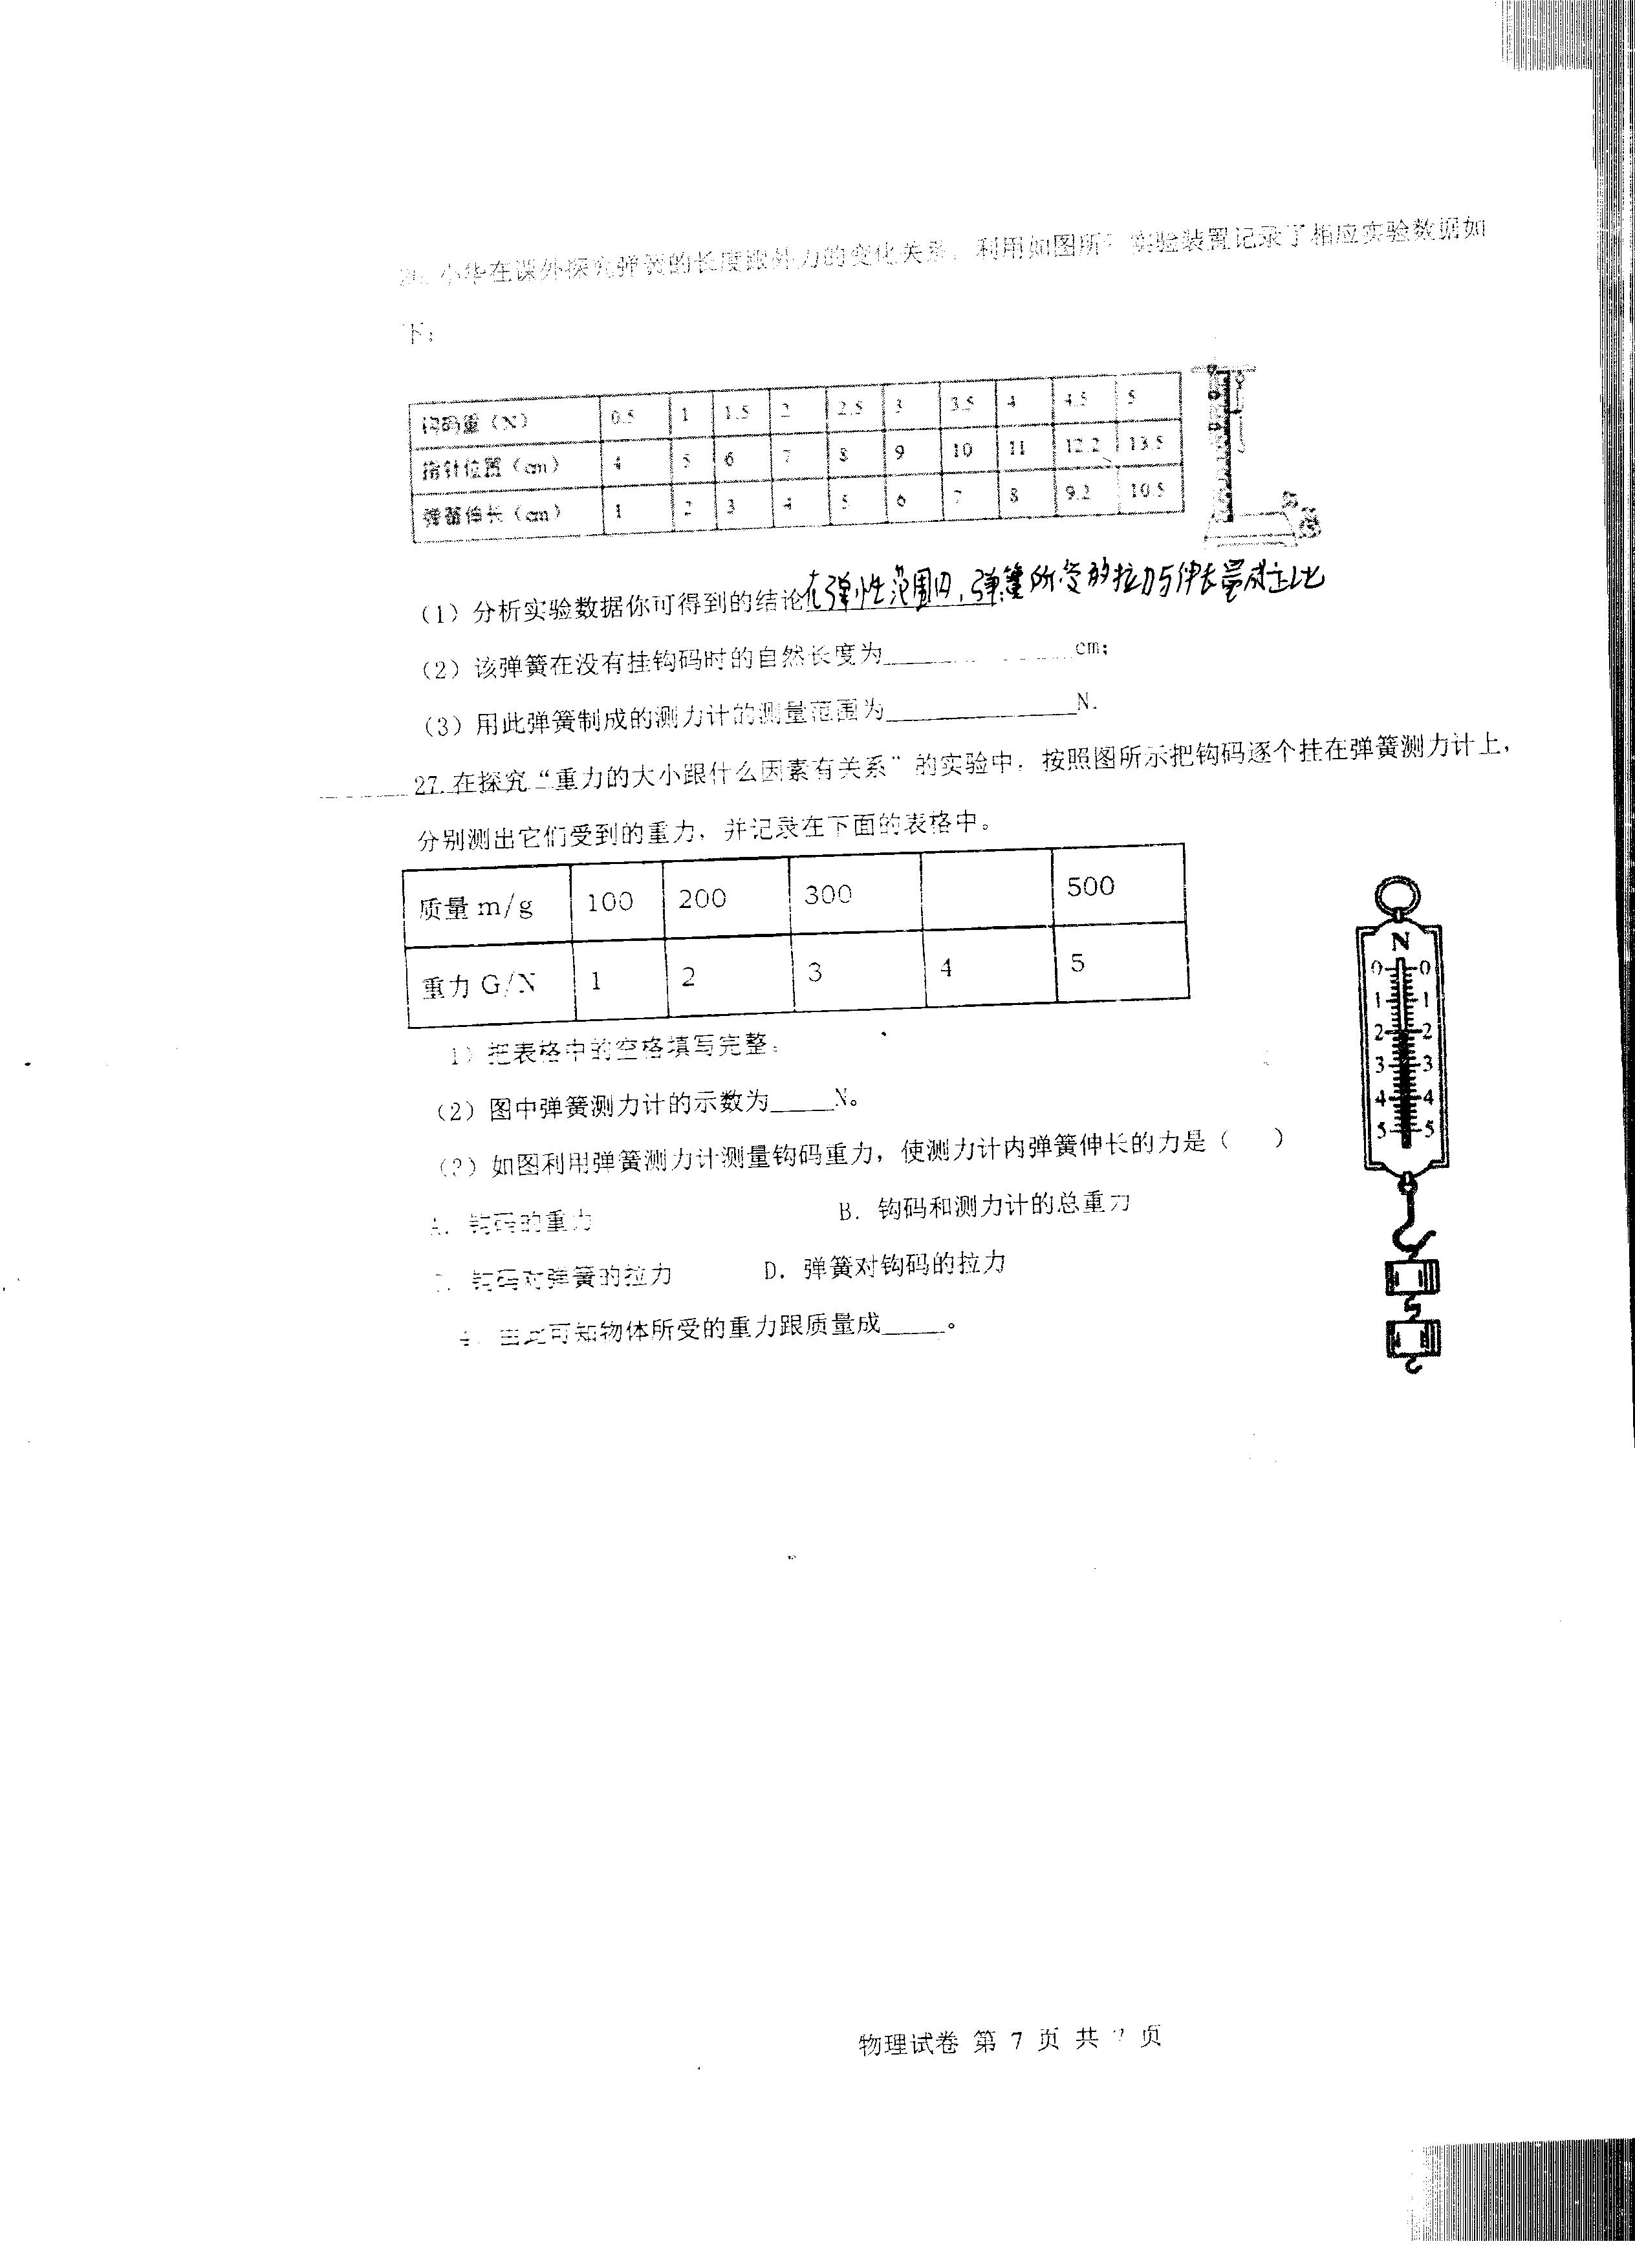 26. 小华在课外探究弹簧的长度跟外力的变化关系，利用如图所 实验装置记录了相应实验数据如
下：
钩码重（N） 0.5 1 1.5 2 2.5 3 3.5 4 4.5 5
指针位置（cm） 4 5 6 7 8 9 10 11 12.2 13.5
弹簧伸长（cm） 1 2 3 4 5 6 7 8 9.2 10.5
（1）分析实验数据你可得到的结论在弹性范围内，弹簧所受的拉力与伸长量成正比
（2）该弹簧在没有挂钩码时的自然长度为____cm；
（3）用此弹簧制成的测力计的测量范围为____N.
27.在探究“重力的大小跟什么因素有关系”的实验中，按照图所示把钩码逐个挂在弹簧测力计上，
分别测出它们受到的重力，并记录在下面的表格中。
质量 m/g 100 200 300 500
重力 G/N 1 2 3 4 5
N
0 0
1 1
2 2
3 3
4 4
5 5
1）把表格中的空格填写完整。
（2）图中弹簧测力计的示数为____N。
（3）如图利用弹簧测力计测量钩码重力，使测力计内弹簧伸长的力是（ ）
A. 钩码的重力 B. 钩码和测力计的总重力
C. 钩码对弹簧的拉力 D. 弹簧对钩码的拉力
4 由此可知物体所受的重力跟质量成____。
物理试卷 第 7 页 共 7 页